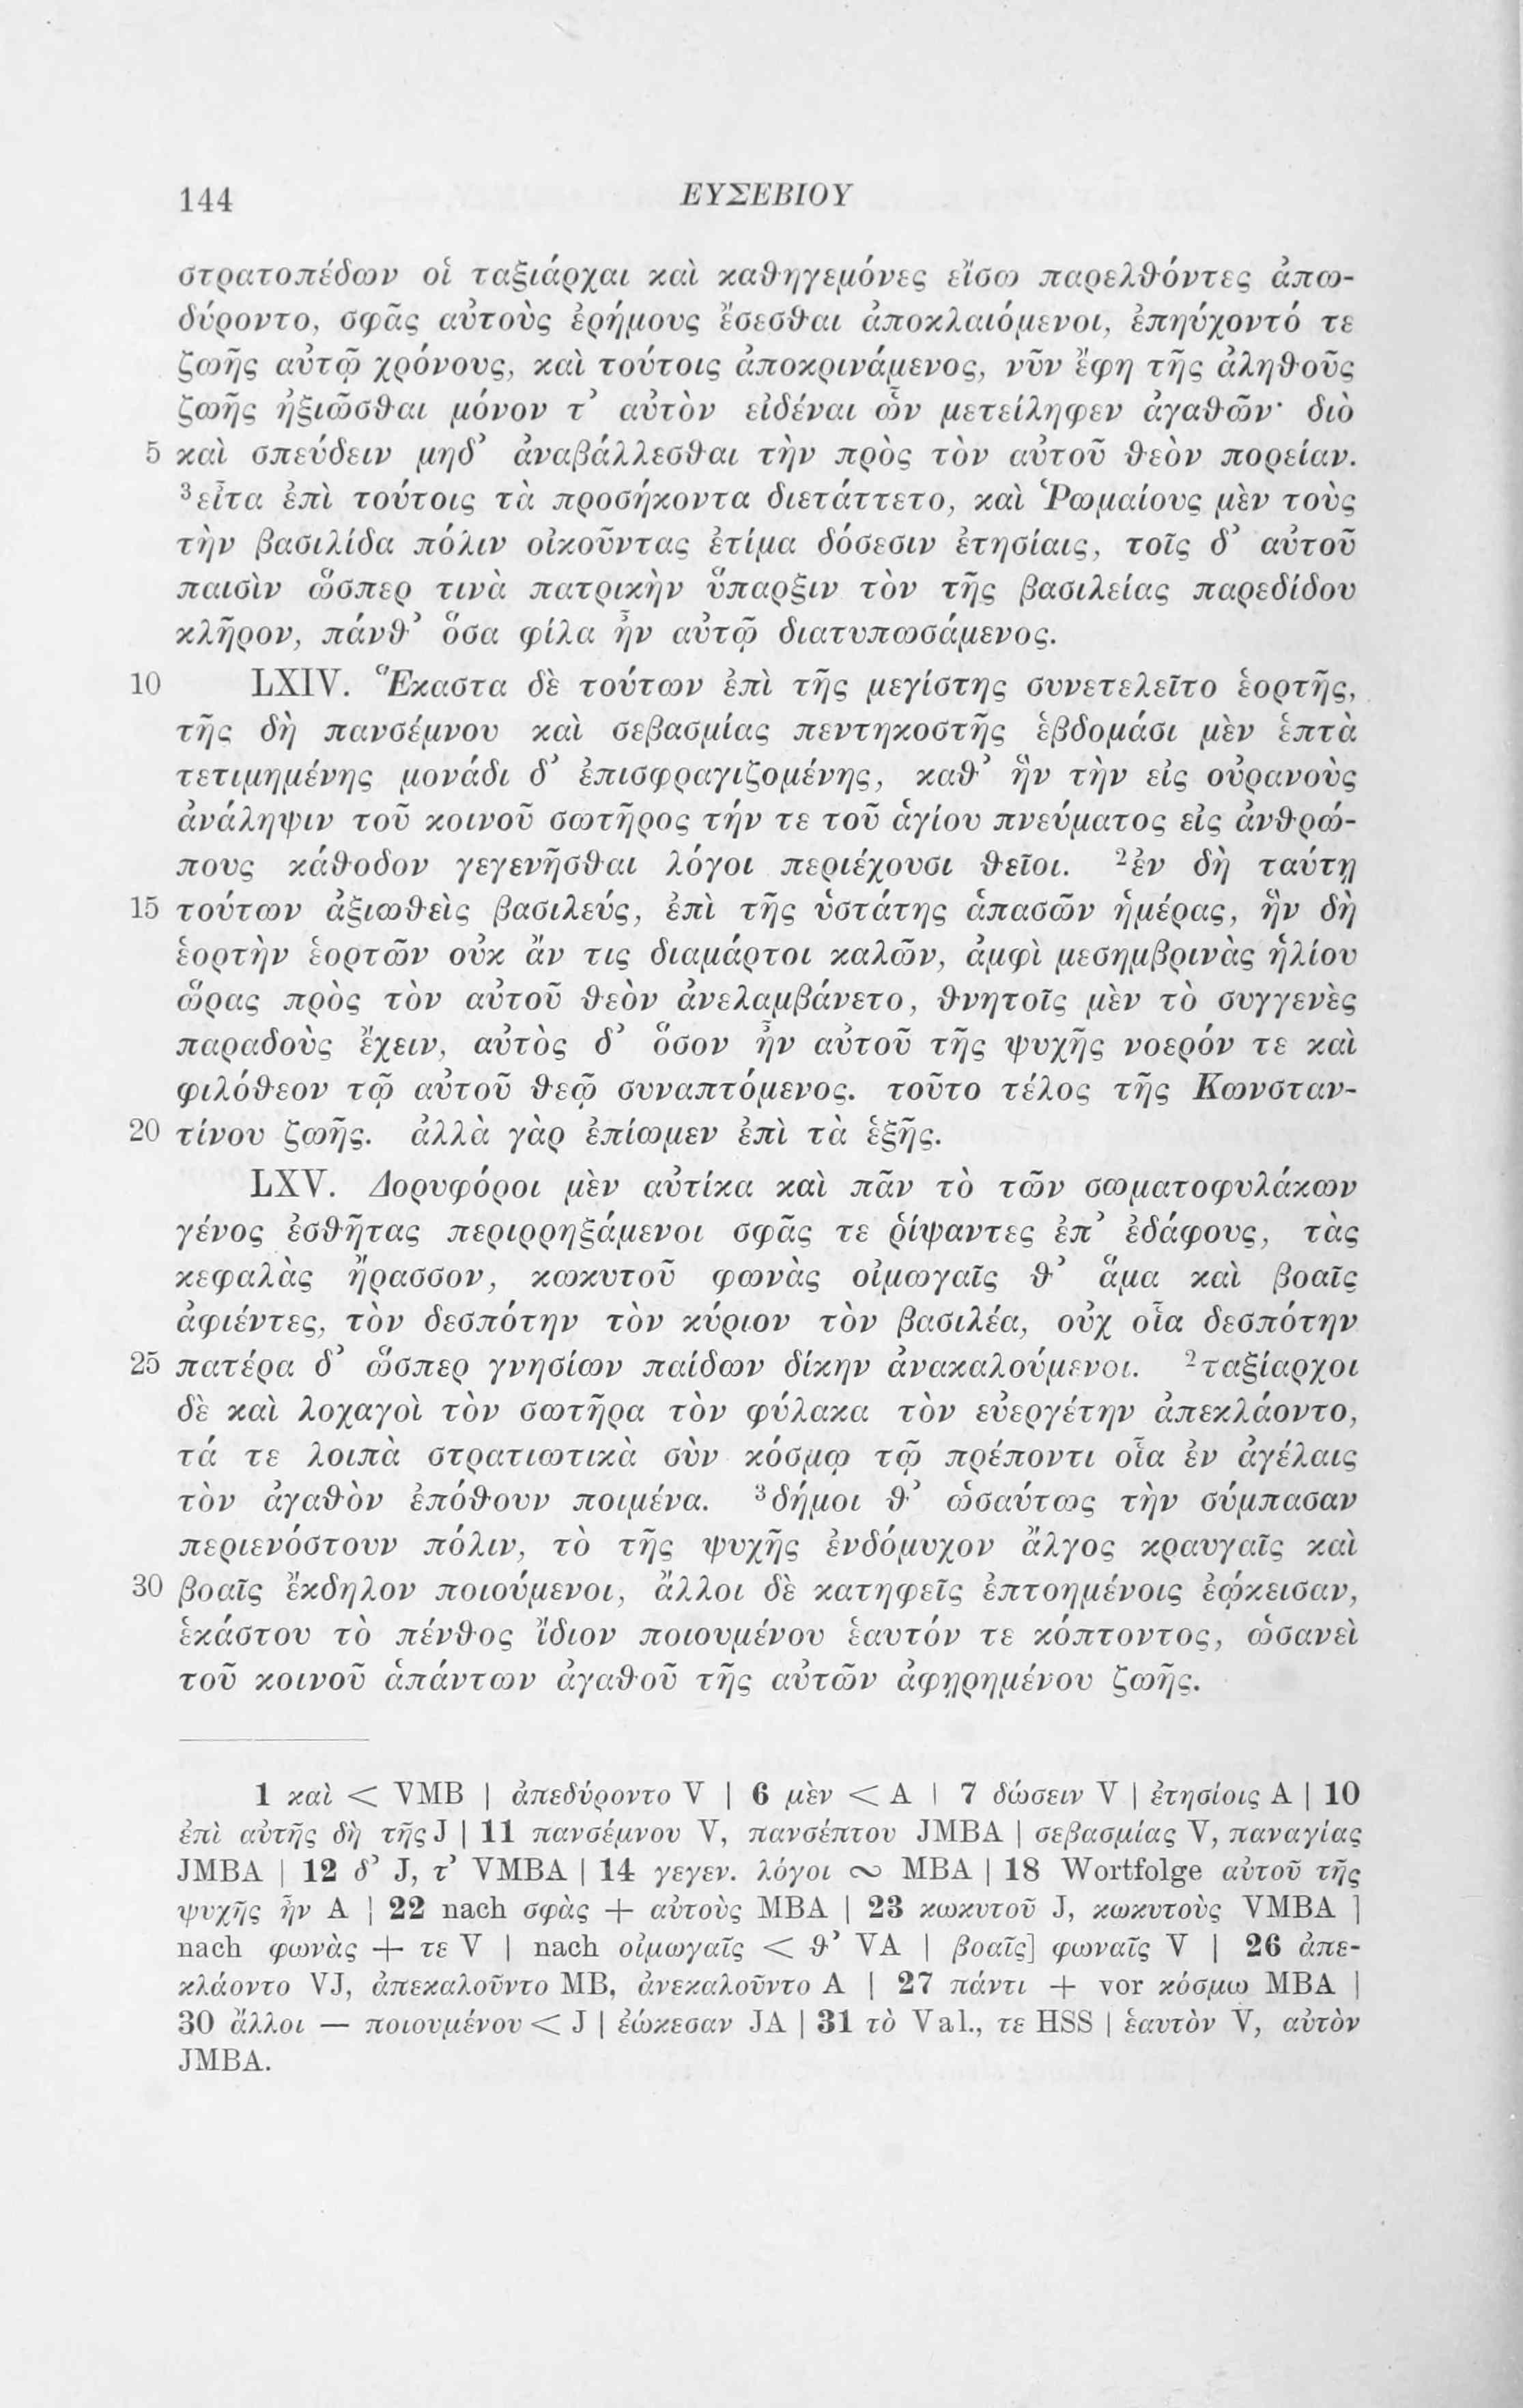 144
ΕΥΣΕΒΙΟΥ
στρατοπέδων οἱ ταξιάρχαι καὶ καθηγεμόνες εἴσω παρελθόντες ἀπω-
δύροντο, σφᾶς αὐτοὺς ἐρήμους ἔσεσθαι ἀποκλαιόμενοι, ἐπηύχοντό τε
ζωῆς αὐτῷ χρόνους, καὶ τούτοις ἀποκρινάμενος, νῦν ἔφη τῆς ἀληθοῦς
ζωῆς ἠξιῶσθαι μόνον τ’ αὐτὸν εἰδέναι ὧν μετείληφεν ἀγαθῶν· διὸ
5 καὶ σπεύδειν μηδ’ ἀναβάλλεσθαι τὴν πρὸς τὸν αὐτοῦ θεὸν πορείαν.
³εἶτα ἐπὶ τούτοις τὰ προσήκοντα διετάττετο, καὶ Ῥωμαίους μὲν τοὺς
τὴν βασιλίδα πόλιν οἰκοῦντας ἐτίμα δόσεσιν ἐτησίαις, τοῖς δ’ αὐτοῦ
παισὶν ὥσπερ τινὰ πατρικὴν ὕπαρξιν τὸν τῆς βασιλείας παρεδίδου
κλῆρον, πάνθ’ ὅσα φίλα ἦν αὐτῷ διατυπωσάμενος.
10 LXIV. Ἕκαστα δὲ τούτων ἐπὶ τῆς μεγίστης συνετελεῖτο ἑορτῆς,
τῆς δὴ πανσέμνου καὶ σεβασμίας πεντηκοστῆς ἑβδομάσι μὲν ἑπτὰ
τετιμημένης μονάδι δ’ ἐπισφραγιζομένης, καθ’ ἣν τὴν εἰς οὐρανοὺς
ἀνάληψιν τοῦ κοινοῦ σωτῆρος τήν τε τοῦ ἁγίου πνεύματος εἰς ἀνθρώ-
πους κάθοδον γεγενῆσθαι λόγοι περιέχουσι θεῖοι. ²ἐν δὴ ταύτῃ
15 τούτων ἀξιωθεὶς βασιλεύς, ἐπὶ τῆς ὑστάτης ἁπασῶν ἡμέρας, ἣν δὴ
ἑορτὴν ἑορτῶν οὐκ ἄν τις διαμάρτοι καλῶν, ἀμφὶ μεσημβρινὰς ἡλίου
ὥρας πρὸς τὸν αὐτοῦ θεὸν ἀνελαμβάνετο, θνητοῖς μὲν τὸ συγγενὲς
παραδοὺς ἔχειν, αὐτὸς δ’ ὅσον ἦν αὐτοῦ τῆς ψυχῆς νοερόν τε καὶ
φιλόθεον τῷ αὐτοῦ θεῷ συναπτόμενος. τοῦτο τέλος τῆς Κωνσταν-
20 τίνου ζωῆς. ἀλλὰ γὰρ ἐπίωμεν ἐπὶ τὰ ἑξῆς.
LXV. Δορυφόροι μὲν αὐτίκα καὶ πᾶν τὸ τῶν σωματοφυλάκων
γένος ἐσθῆτας περιρρηξάμενοι σφᾶς τε ῥίψαντες ἐπ’ ἐδάφους, τὰς
κεφαλὰς ἤρασσον, κωκυτοῦ φωνὰς οἰμωγαῖς θ’ ἅμα καὶ βοαῖς
ἀφιέντες, τὸν δεσπότην τὸν κύριον τὸν βασιλέα, οὐχ οἷα δεσπότην
25 πατέρα δ’ ὥσπερ γνησίων παίδων δίκην ἀνακαλούμενοι. ²ταξίαρχοι
δὲ καὶ λοχαγοὶ τὸν σωτῆρα τὸν φύλακα τὸν εὐεργέτην ἀπεκλάοντο,
τά τε λοιπὰ στρατιωτικὰ σὺν κόσμῳ τῷ πρέποντι οἷα ἐν ἀγέλαις
τὸν ἀγαθὸν ἐπόθουν ποιμένα. ³δήμοι θ’ ὡσαύτως τὴν σύμπασαν
περιενόστουν πόλιν, τὸ τῆς ψυχῆς ἐνδόμυχον ἄλγος κραυγαῖς καὶ
30 βοαῖς ἔκδηλον ποιούμενοι, ἄλλοι δὲ κατηφεῖς ἐπτοημένοις ἐῴκεισαν,
ἑκάστου τὸ πένθος ἴδιον ποιουμένου ἑαυτόν τε κόπτοντος, ὡσανεὶ
τοῦ κοινοῦ ἁπάντων ἀγαθοῦ τῆς αὐτῶν ἀφῃρημένου ζωῆς.
1 καὶ < VMB | ἀπεδύροντο V | 6 μὲν < A | 7 δώσειν V | ἐτησίοις A | 10
ἐπὶ αὐτῆς δὴ τῆς J | 11 πανσέμνου V, πανσέπτου JMBA | σεβασμίας V, παναγίας
JMBA | 12 δ’ J, τ’ VMBA | 14 γεγεν. λόγοι ∾ MBA | 18 Wortfolge αὐτοῦ τῆς
ψυχῆς ἦν A | 22 nach σφὰς + αὐτοὺς MBA | 23 κωκυτοῦ J, κωκυτοὺς VMBA ]
nach φωνὰς + τε V | nach οἰμωγαῖς < θ’ VA | βοαῖς] φωναῖς V | 26 ἀπε-
κλάοντο VJ, ἀπεκαλοῦντο MB, ἀνεκαλοῦντο A | 27 πάντι + vor κόσμω MBA |
30 ἄλλοι — ποιουμένου < J | ἐώκεσαν JA | 31 τὸ Val., τε HSS | ἑαυτὸν V, αὐτὸν
JMBA.